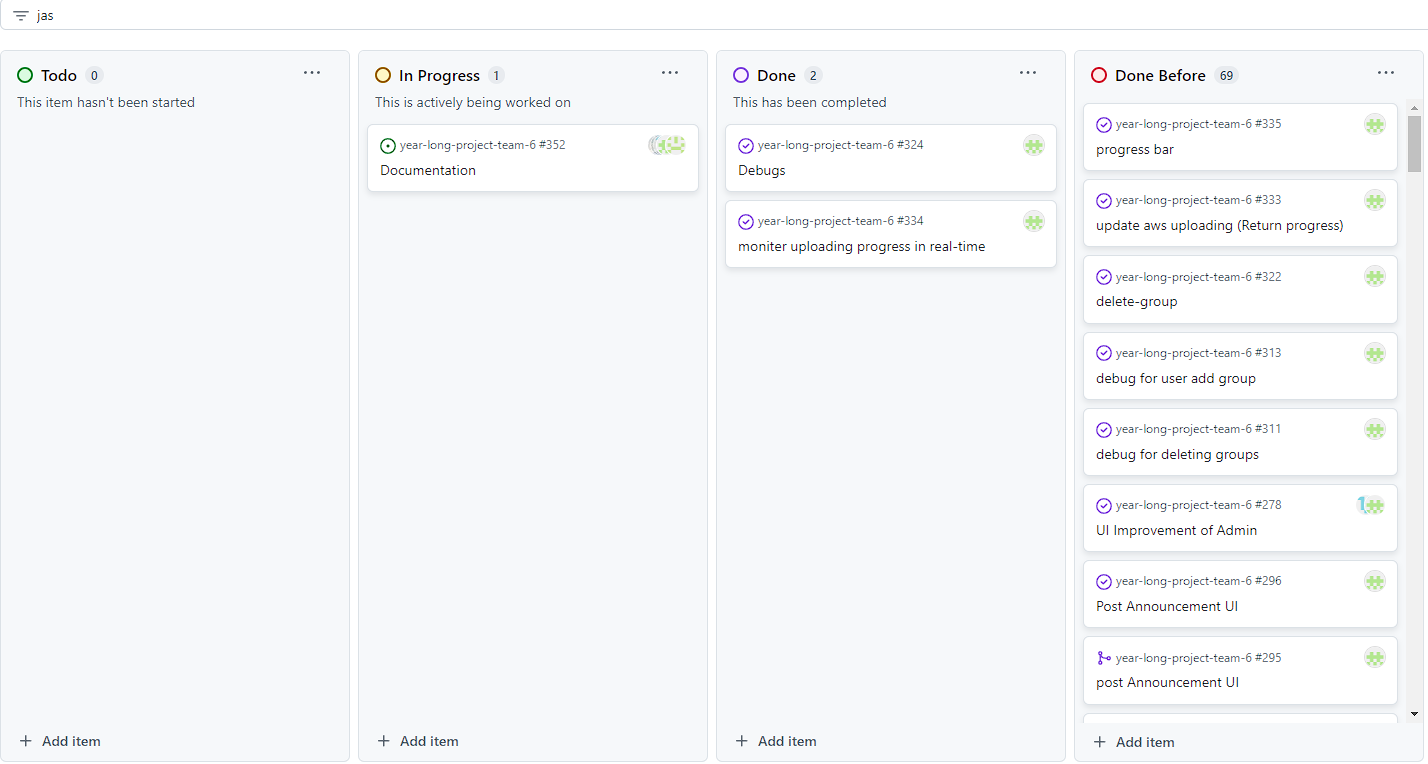 jas
Todo 0 ...
This item hasn't been started
+ Add item
In Progress 1 ...
This is actively being worked on
year-long-project-team-6 #352
Documentation
+ Add item
Done 2 ...
This has been completed
year-long-project-team-6 #324
Debugs
year-long-project-team-6 #334
moniter uploading progress in real-time
+ Add item
Done Before 69 ...
year-long-project-team-6 #335
progress bar
year-long-project-team-6 #333
update aws uploading (Return progress)
year-long-project-team-6 #322
delete-group
year-long-project-team-6 #313
debug for user add group
year-long-project-team-6 #311
debug for deleting groups
year-long-project-team-6 #278
UI Improvement of Admin
year-long-project-team-6 #296
Post Announcement UI
year-long-project-team-6 #295
post Announcement UI
+ Add item